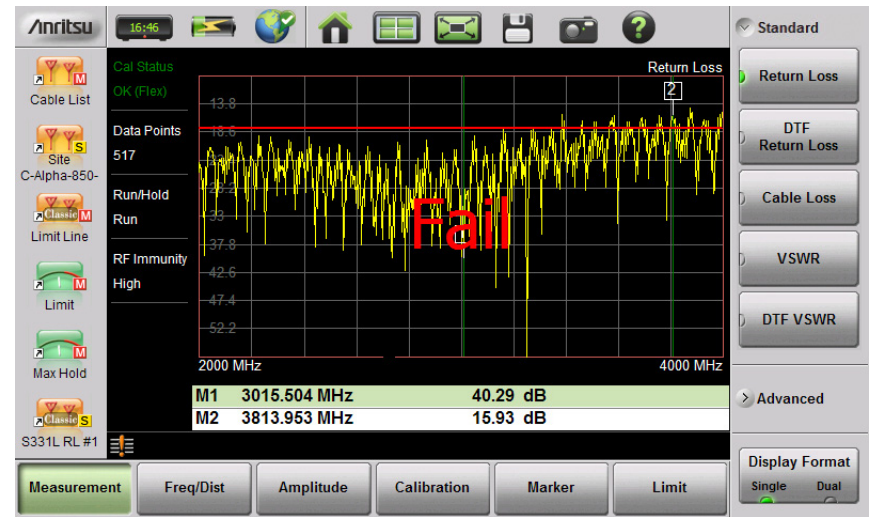 Anritsu
16:46
?
Standard
Cable List
M
Site
S
C-Alpha-850-
Classic M
Limit Line
M
Limit
M
Max Hold
Classic S
S331L RL #1
Cal Status
OK (Flex)
Data Points
517
Run/Hold
Run
RF Immunity
High
Return Loss
2
13.8
18.6
33
37.8
42.6
47.4
52.2
Fail
2000 MHz
4000 MHz
M1 3015.504 MHz 40.29 dB
M2 3813.953 MHz 15.93 dB
Return Loss
DTF
Return Loss
Cable Loss
VSWR
DTF VSWR
Advanced
Display Format
Single Dual
Measurement
Freq/Dist
Amplitude
Calibration
Marker
Limit